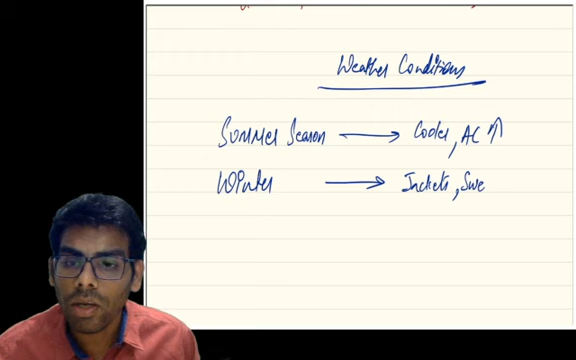 Weather Conditions
Summer Season ⟷ Cooler, AC ↑
Winter → Jackets, Swe